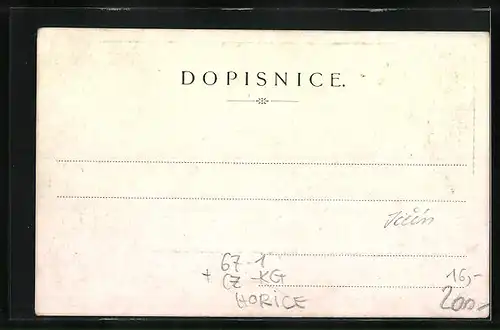 DOPISNICE.
Jičín
67-1
+ CZ-KG
HORICE
16,-
200,-